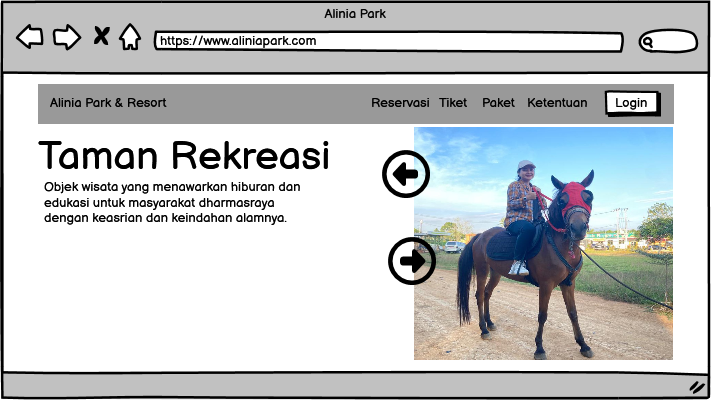 Alinia Park
https://www.aliniapark.com
Alinia Park & Resort
Reservasi Tiket Paket Ketentuan Login
Taman Rekreasi
Objek wisata yang menawarkan hiburan dan
edukasi untuk masyarakat dharmasraya
dengan keasrian dan keindahan alamnya.